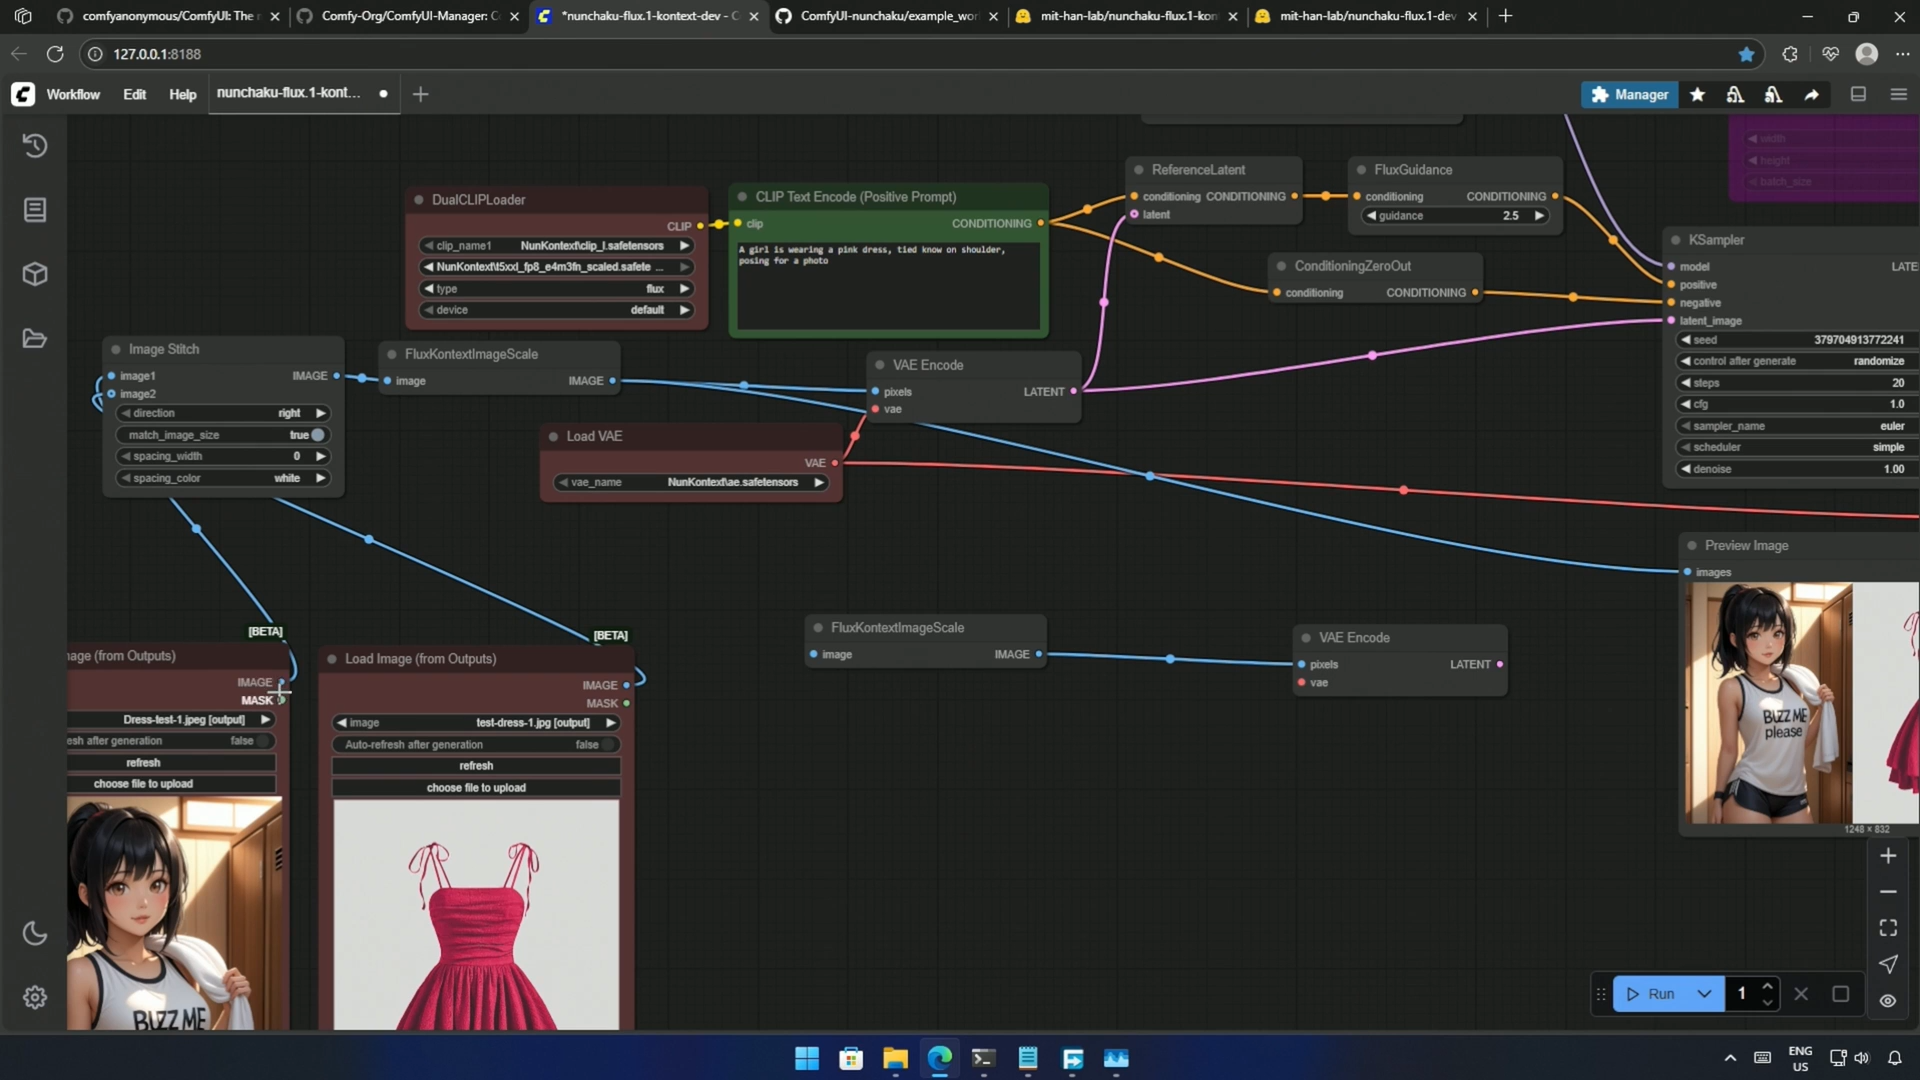 comfyanonymous/ComfyUI: The r
Comfy-Org/ComfyUI-Manager: C
*nunchaku-flux.1-kontext-dev - C
ComfyUI-nunchaku/example_wor
mit-han-lab/nunchaku-flux.1-kon
mit-han-lab/nunchaku-flux.1-dev
127.0.0.1:8188
Workflow
Edit
Help
nunchaku-flux.1-kont...
Manager
width
height
batch_size
DualCLIPLoader
CLIP
clip_name1 NunKontext\clip_l.safetensors
NunKontext\t5xxl_fp8_e4m3fn_scaled.safete ...
type flux
device default
CLIP Text Encode (Positive Prompt)
clip CONDITIONING
A girl is wearing a pink dress, tied know on shoulder,
posing for a photo
ReferenceLatent
conditioning CONDITIONING
latent
FluxGuidance
conditioning CONDITIONING
guidance 2.5
ConditioningZeroOut
conditioning CONDITIONING
KSampler
model LATE
positive
negative
latent_image
seed 379704913772241
control after generate randomize
steps 20
cfg 1.0
sampler_name euler
scheduler simple
denoise 1.00
Image Stitch
image1 IMAGE
image2
direction right
match_image_size true
spacing_width 0
spacing_color white
FluxKontextImageScale
image IMAGE
VAE Encode
pixels LATENT
vae
Load VAE
VAE
vae_name NunKontext\ae.safetensors
Preview Image
images
BUZZ ME
please
1248 × 832
FluxKontextImageScale
image IMAGE
VAE Encode
pixels LATENT
vae
[BETA]
age (from Outputs)
IMAGE
MASK
Dress-test-1.jpeg [output]
esh after generation false
refresh
choose file to upload
BUZZ ME
[BETA]
Load Image (from Outputs)
IMAGE
MASK
image test-dress-1.jpg [output]
Auto-refresh after generation false
refresh
choose file to upload
Run
1
ENG
US